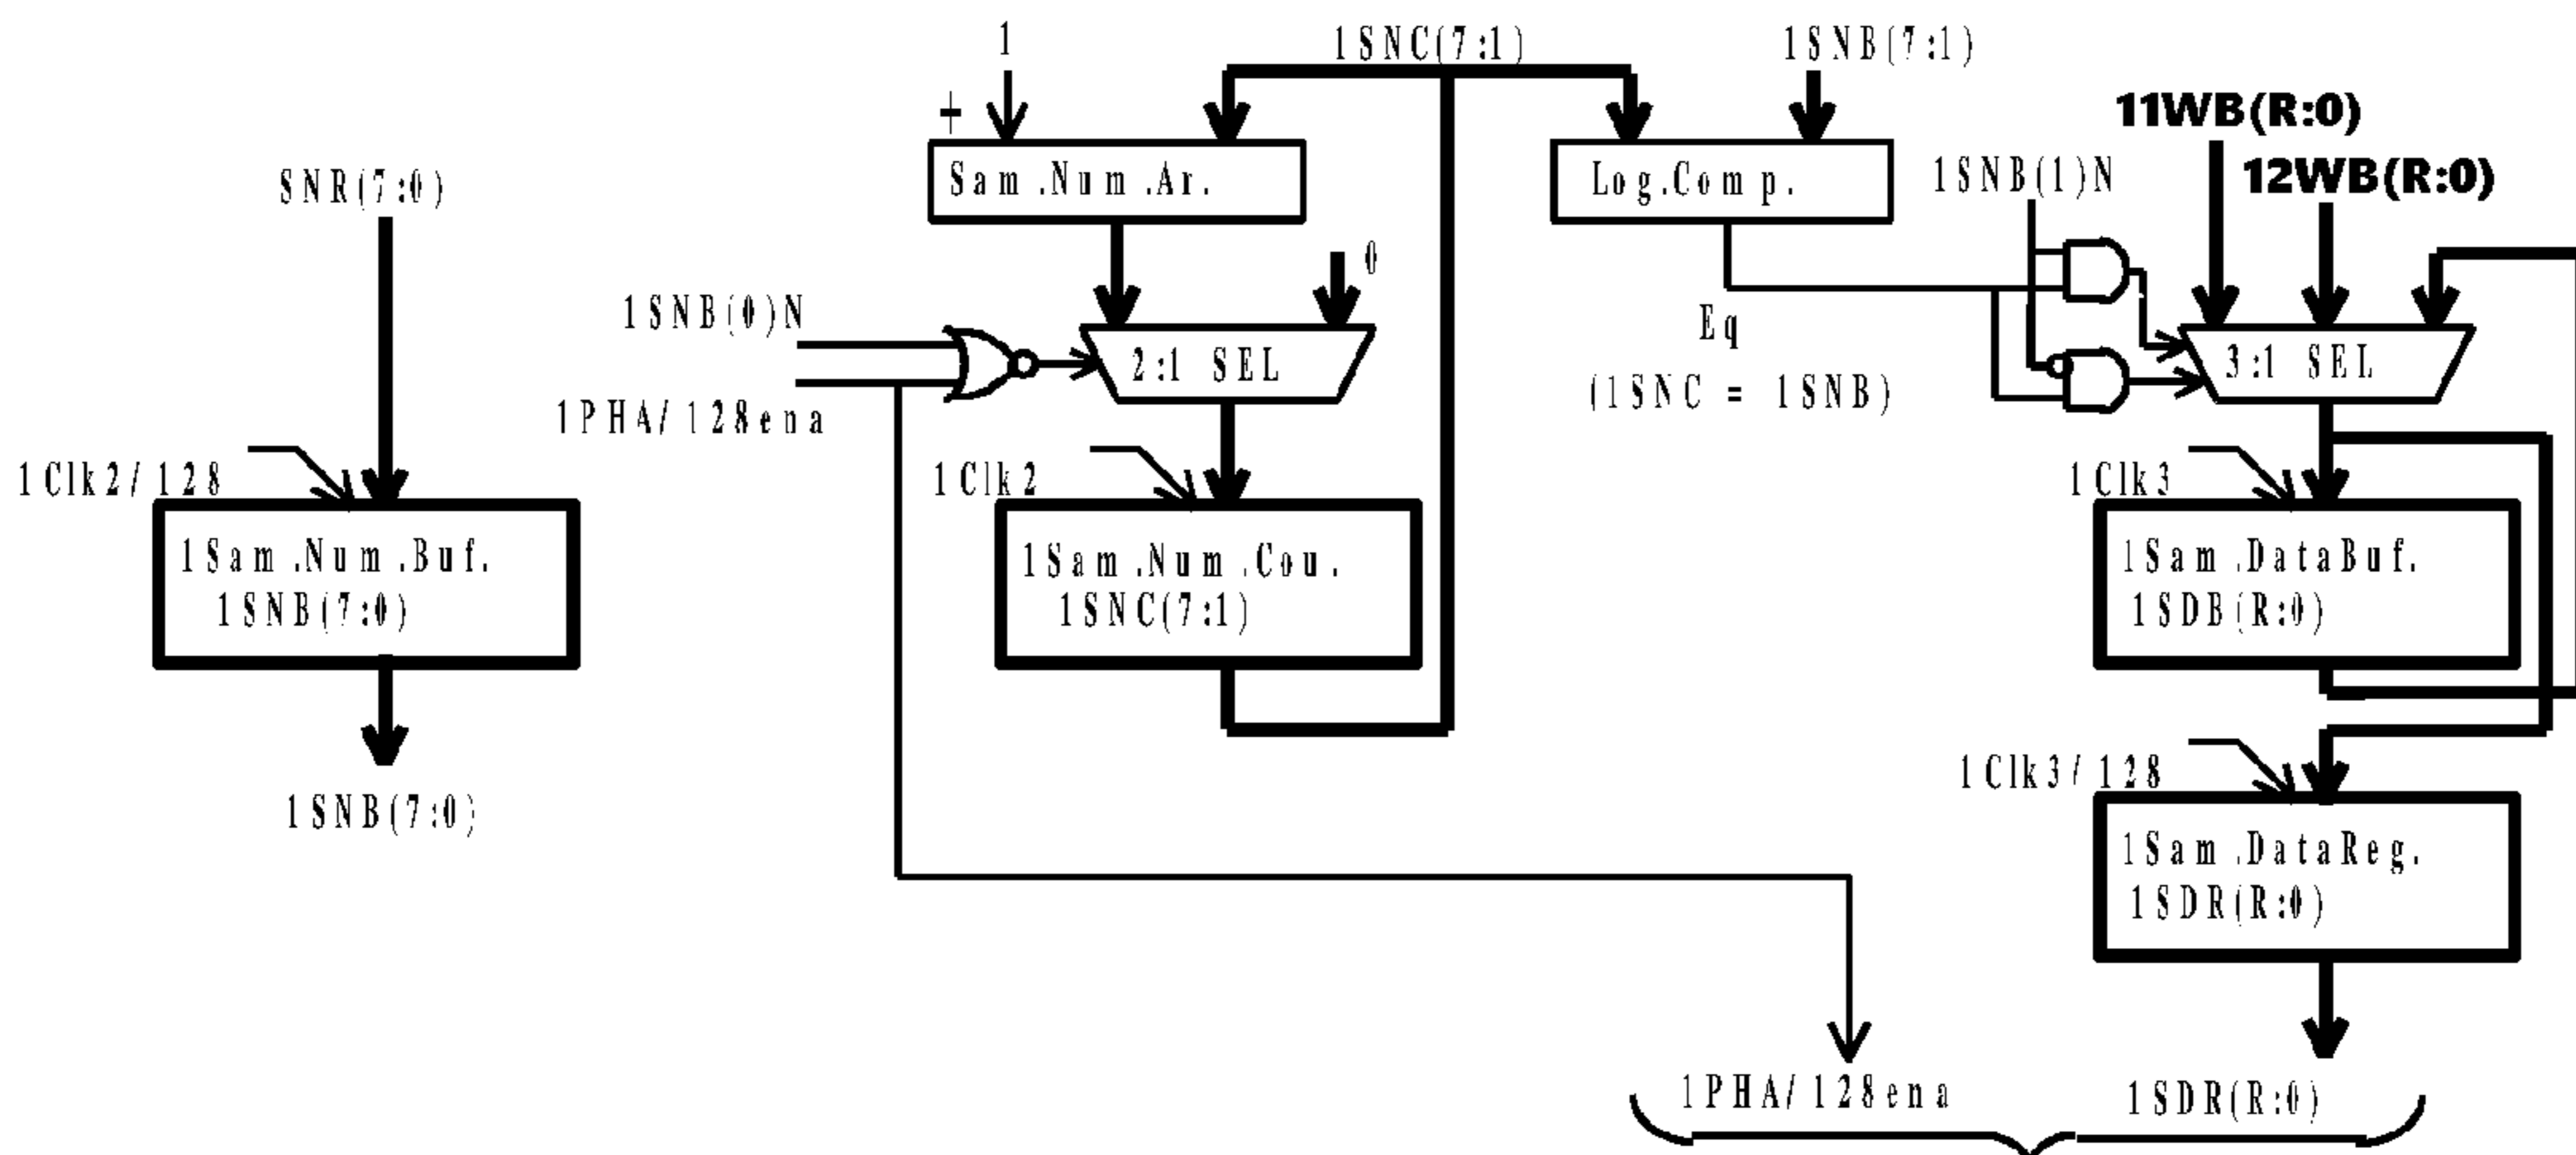 1
1SNC(7:1)
1SNB(7:1)
11WB(R:0)
+
SNR(7:0)
Sam.Num.Ar.
Log.Comp.
1SNB(1)N
12WB(R:0)
0
1SNB(0)N
Eq
2:1 SEL
3:1 SEL
(1SNC = 1SNB)
1PHA/128ena
1Clk2/128
1Clk2
1Clk3
1Sam.Num.Buf.
1SNB(7:0)
1Sam.Num.Cou.
1SNC(7:1)
1Sam.DataBuf.
1SDB(R:0)
1SNB(7:0)
1Clk3/128
1Sam.DataReg.
1SDR(R:0)
1PHA/128ena
1SDR(R:0)